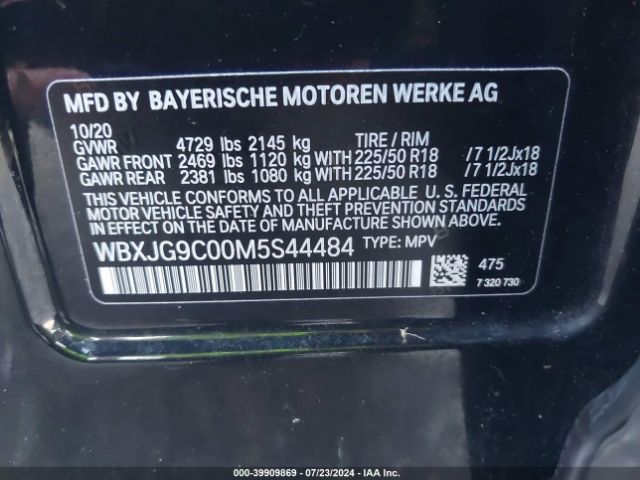 MFD BY BAYERISCHE MOTOREN WERKE AG
10/20
GVWR 4729 lbs 2145 kg TIRE / RIM
GAWR FRONT 2469 lbs 1120 kg WITH 225/50 R18 /7 1/2Jx18
GAWR REAR 2381 lbs 1080 kg WITH 225/50 R18 /7 1/2Jx18
THIS VEHICLE CONFORMS TO ALL APPLICABLE U. S. FEDERAL
MOTOR VEHICLE SAFETY AND THEFT PREVENTION STANDARDS
IN EFFECT ON THE DATE OF MANUFACTURE SHOWN ABOVE.
WBXJG9C00M5S44484 TYPE: MPV
475
7 320 730
000-39909869 - 07/23/2024 - IAA Inc.